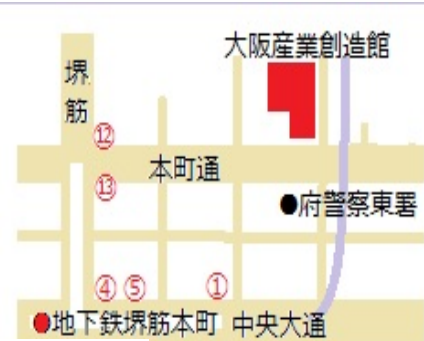 大阪産業創造館
堺筋
⑫
本町通
⑬
●府警察東署
④ ⑤ ①
●地下鉄堺筋本町 中央大通